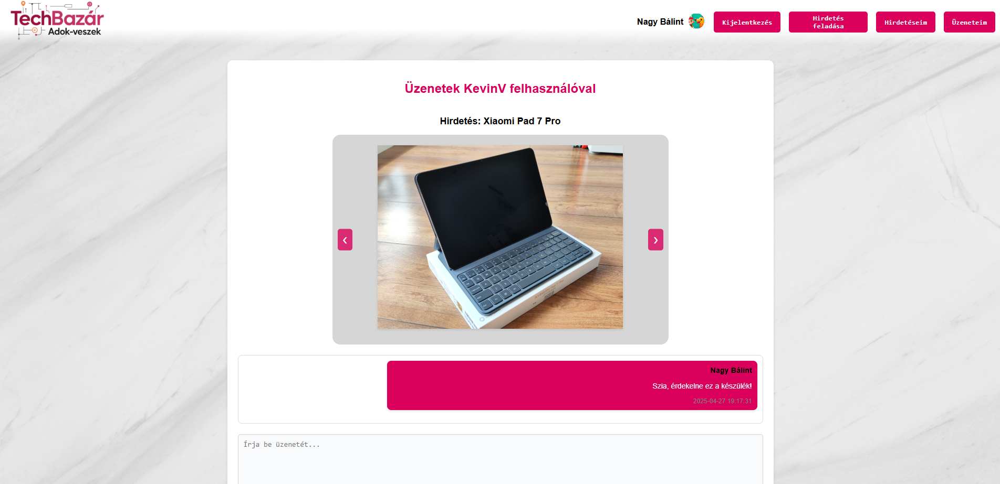 TechBazár
Adok-veszek
Nagy Bálint
Kijelentkezés
Hirdetés
feladása
Hirdetéseim
Üzeneteim
Üzenetek KevinV felhasználóval
Hirdetés: Xiaomi Pad 7 Pro
❮
❯
Nagy Bálint
Szia, érdekelne ez a készülék!
2025-04-27 19:17:31
Írja be üzenetét...